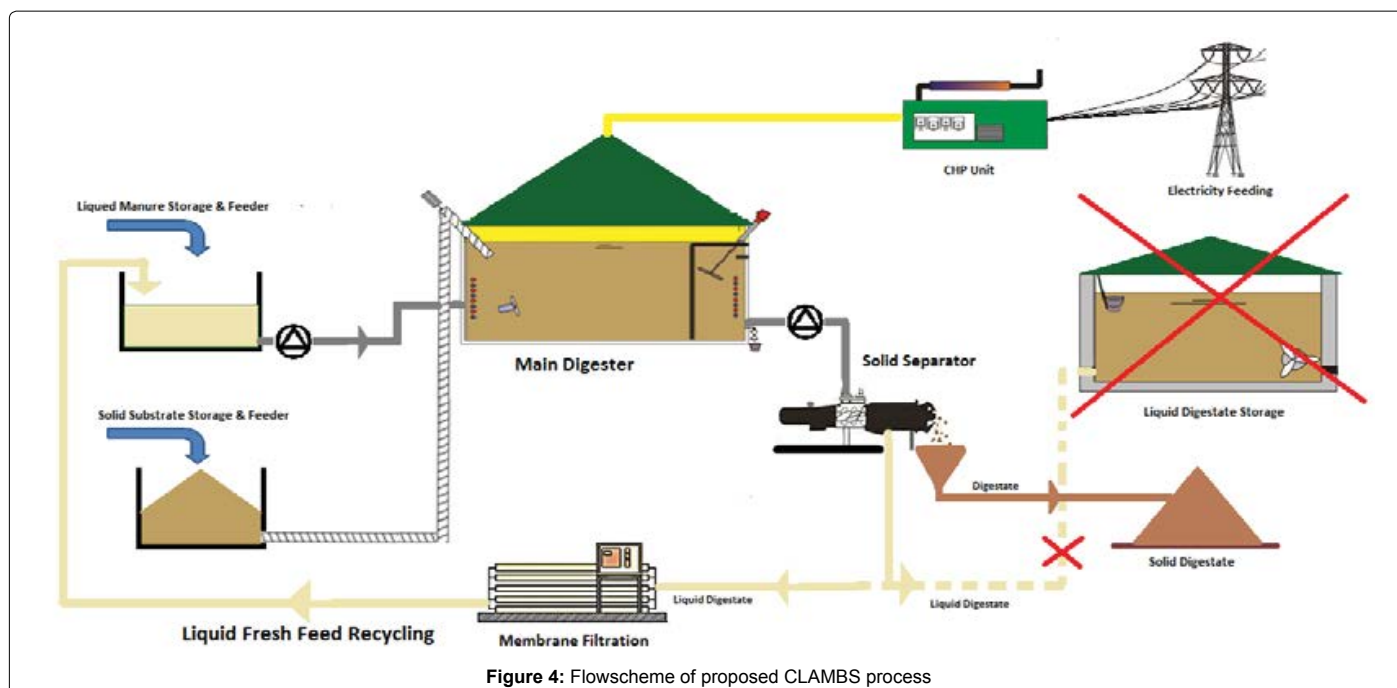 CHP Unit
Electricity Feeding
Liqued Manure Storage & Feeder
Main Digester
Solid Separator
Liquid Digestate Storage
Solid Substrate Storage & Feeder
Digestate
Solid Digestate
Liquid Digestate
Liquid Digestate
Liquid Fresh Feed Recycling
Membrane Filtration
Figure 4: Flowscheme of proposed CLAMBS process